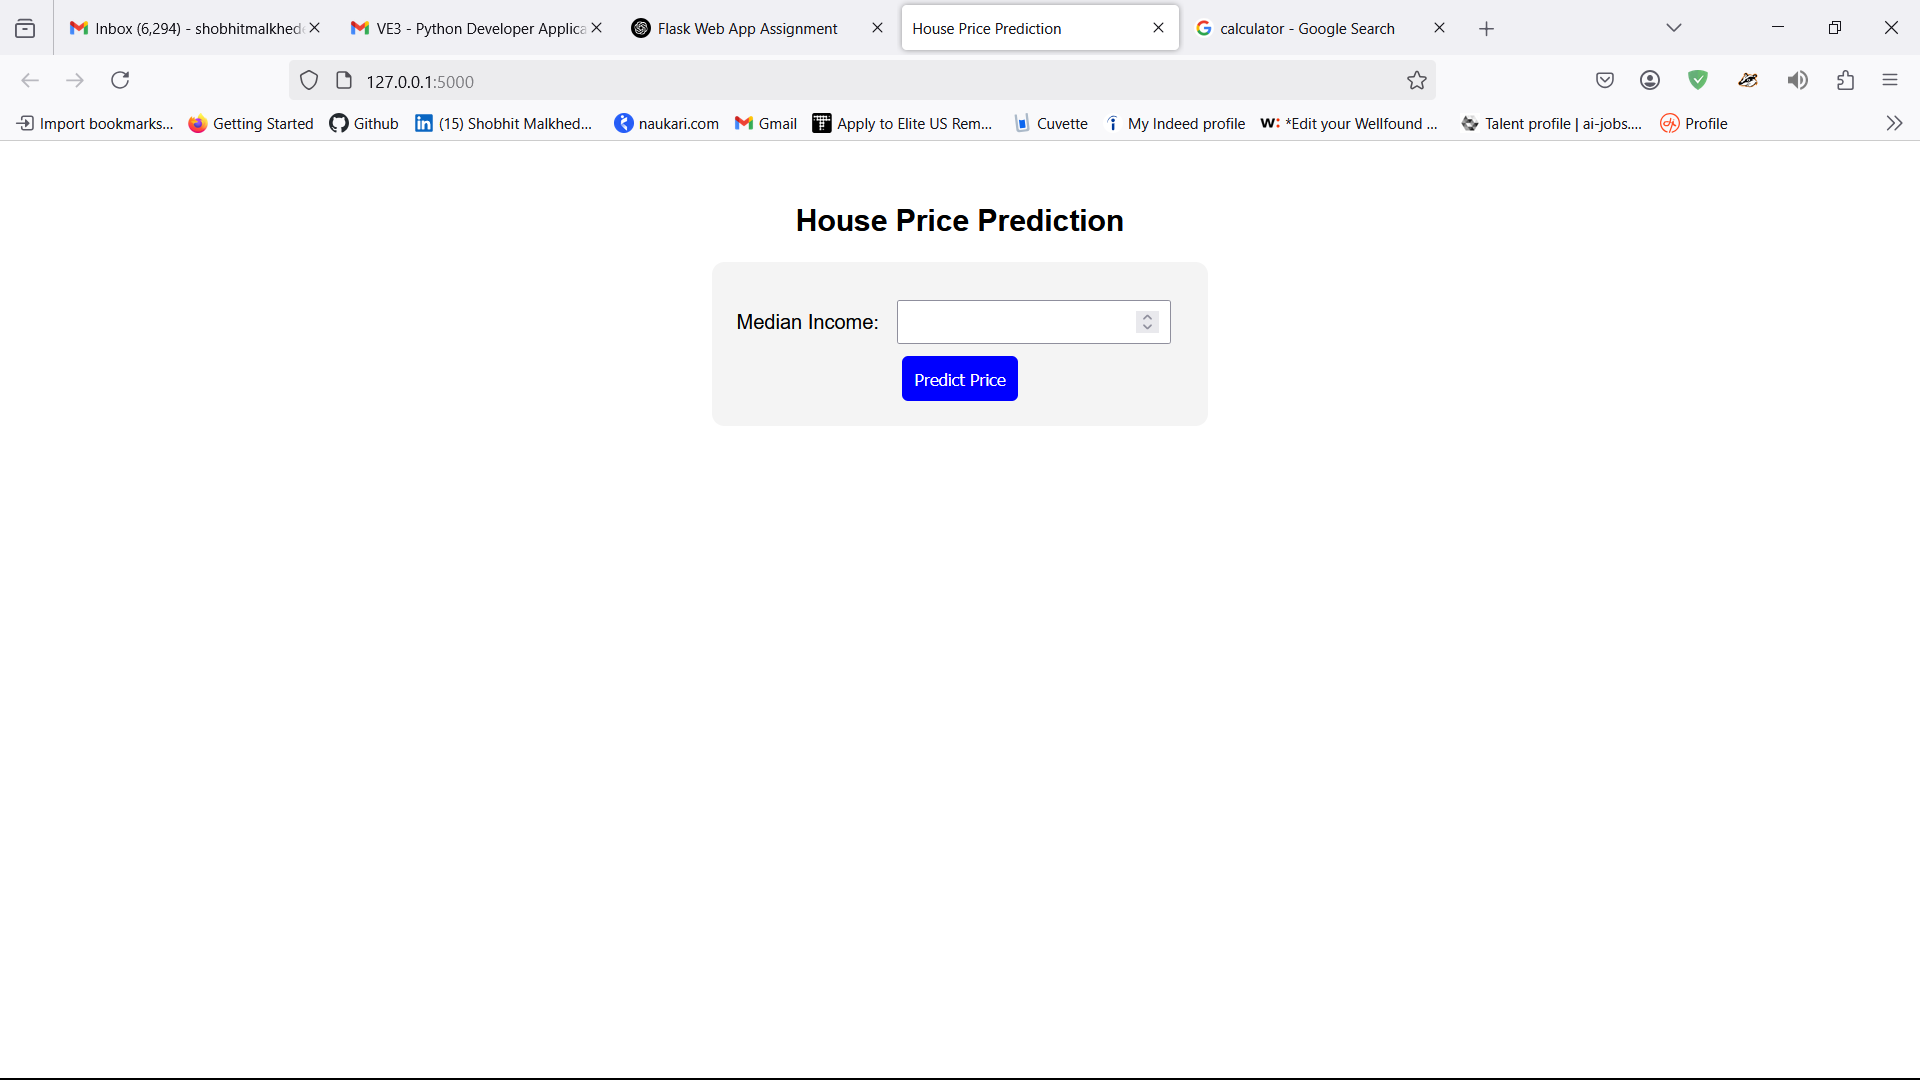 Inbox (6,294) - shobhitmalkhed
VE3 - Python Developer Applica
Flask Web App Assignment
House Price Prediction
calculator - Google Search
127.0.0.1:5000
Import bookmarks...
Getting Started
Github
(15) Shobhit Malkhed...
naukari.com
Gmail
Apply to Elite US Rem...
Cuvette
My Indeed profile
*Edit your Wellfound ...
Talent profile | ai-jobs....
Profile
House Price Prediction
Median Income:
Predict Price